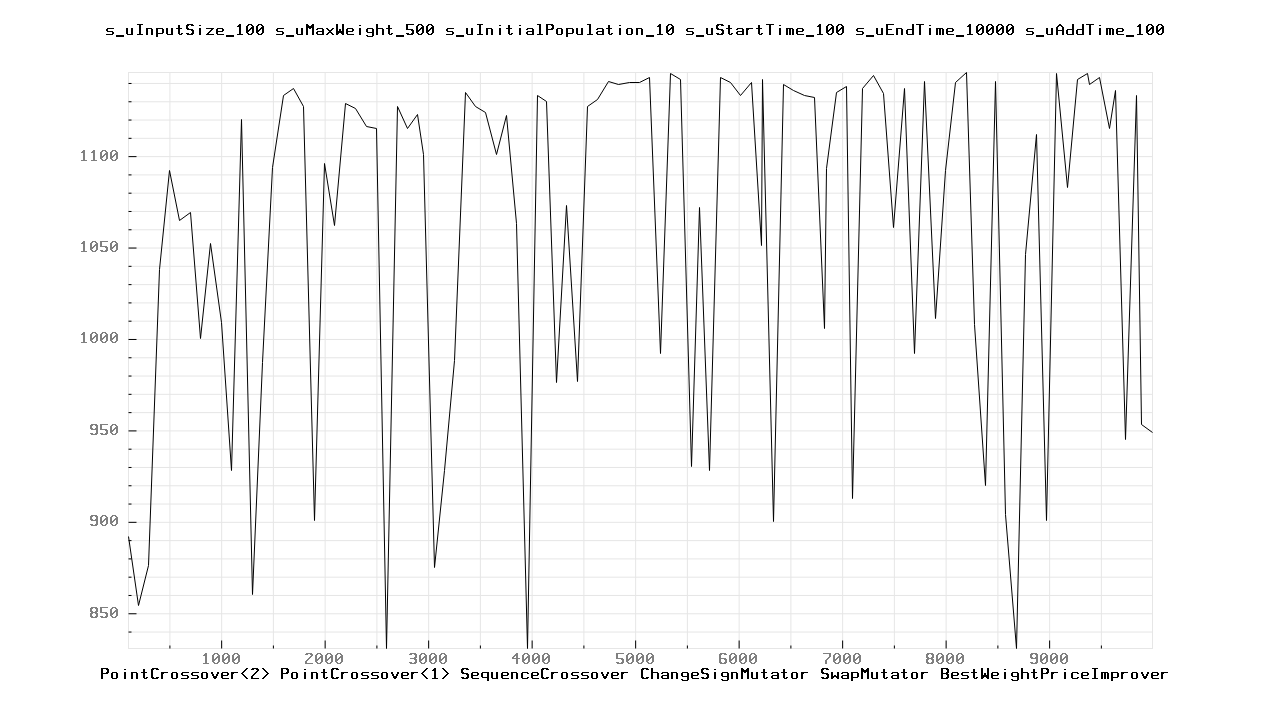 s_uInputSize_100 s_uMaxWeight_500 s_uInitialPopulation_10 s_uStartTime_100 s_uEndTime_10000 s_uAddTime_100
1100
1050
1000
950
900
850
1000 2000 3000 4000 5000 6000 7000 8000 9000
PointCrossover<2> PointCrossover<1> SequenceCrossover ChangeSignMutator SwapMutator BestWeightPriceImprover